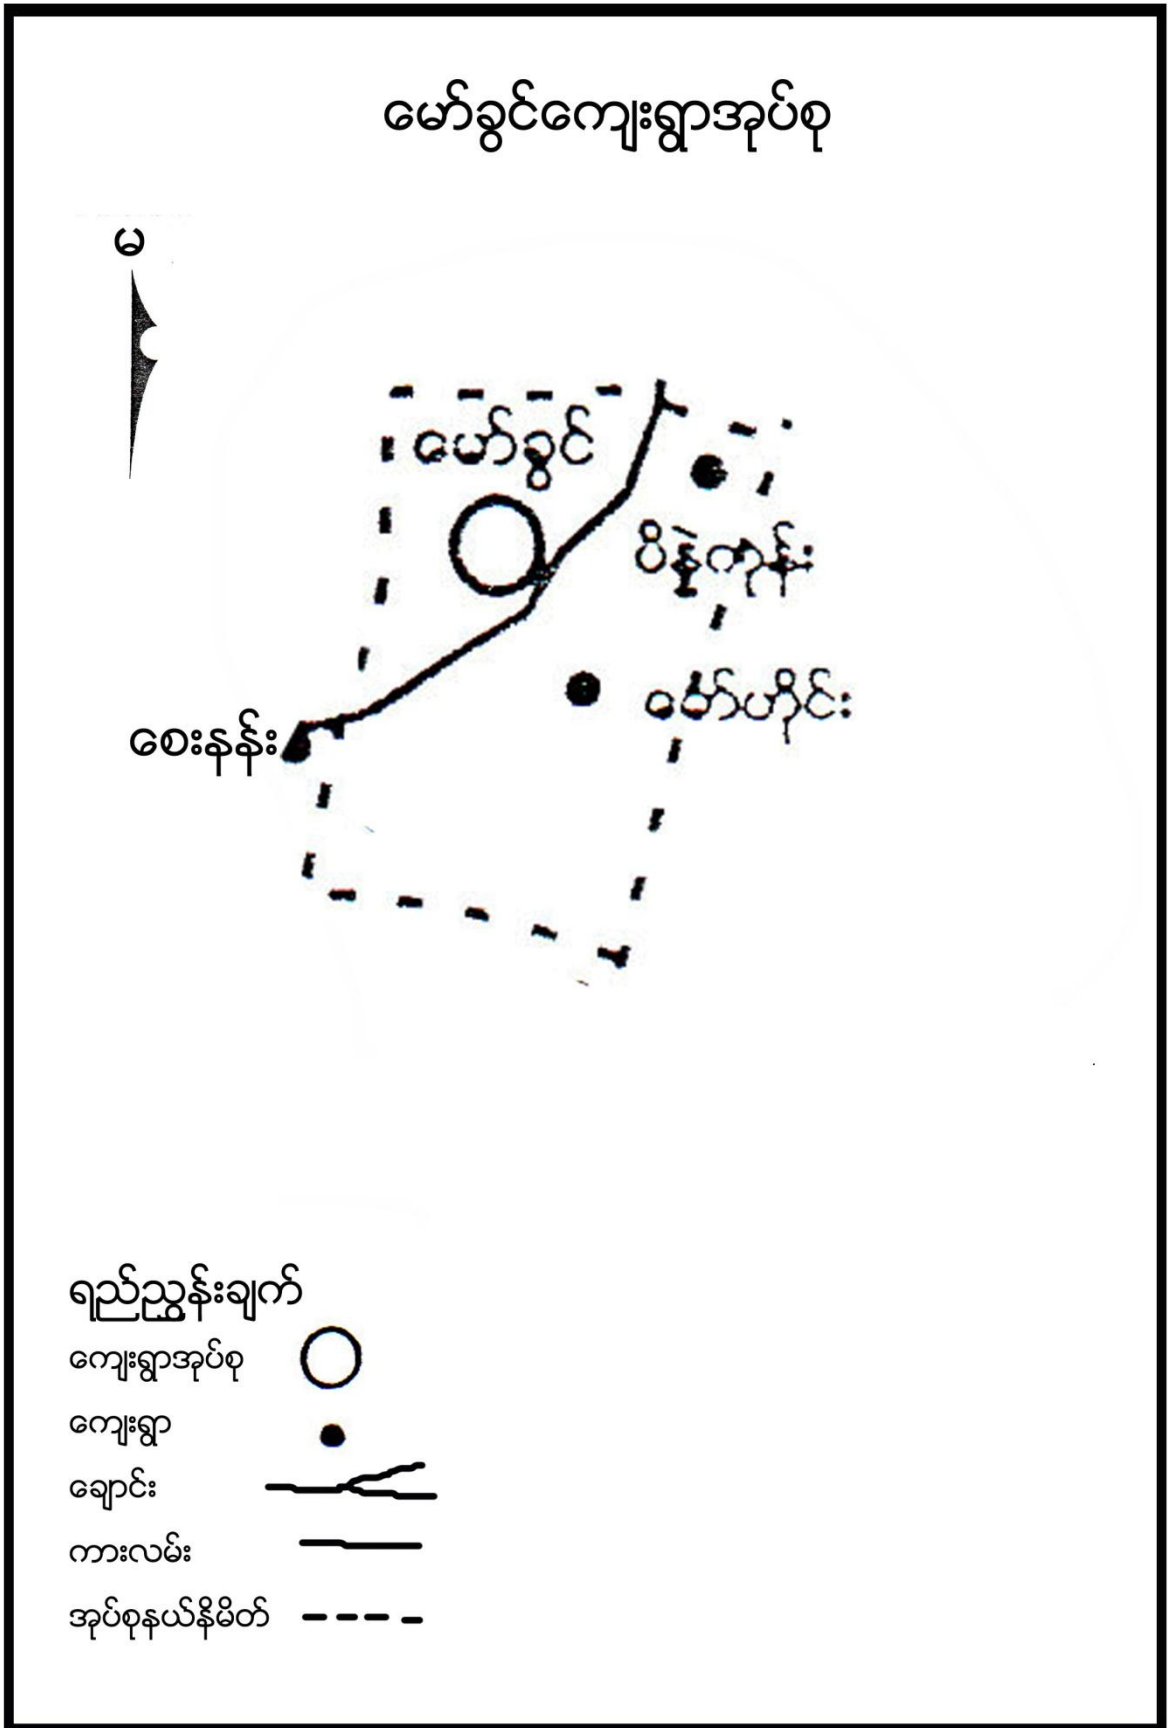 မော်ခွင်ကျေးရွာအုပ်စု
မ
မော်ခွင်
ပိန္နဲကုန်း
မော်ဟိုင်း
စေးနန်း
ရည်ညွှန်းချက်
ကျေးရွာအုပ်စု
ကျေးရွာ
ချောင်း
ကားလမ်း
အုပ်စုနယ်နိမိတ်